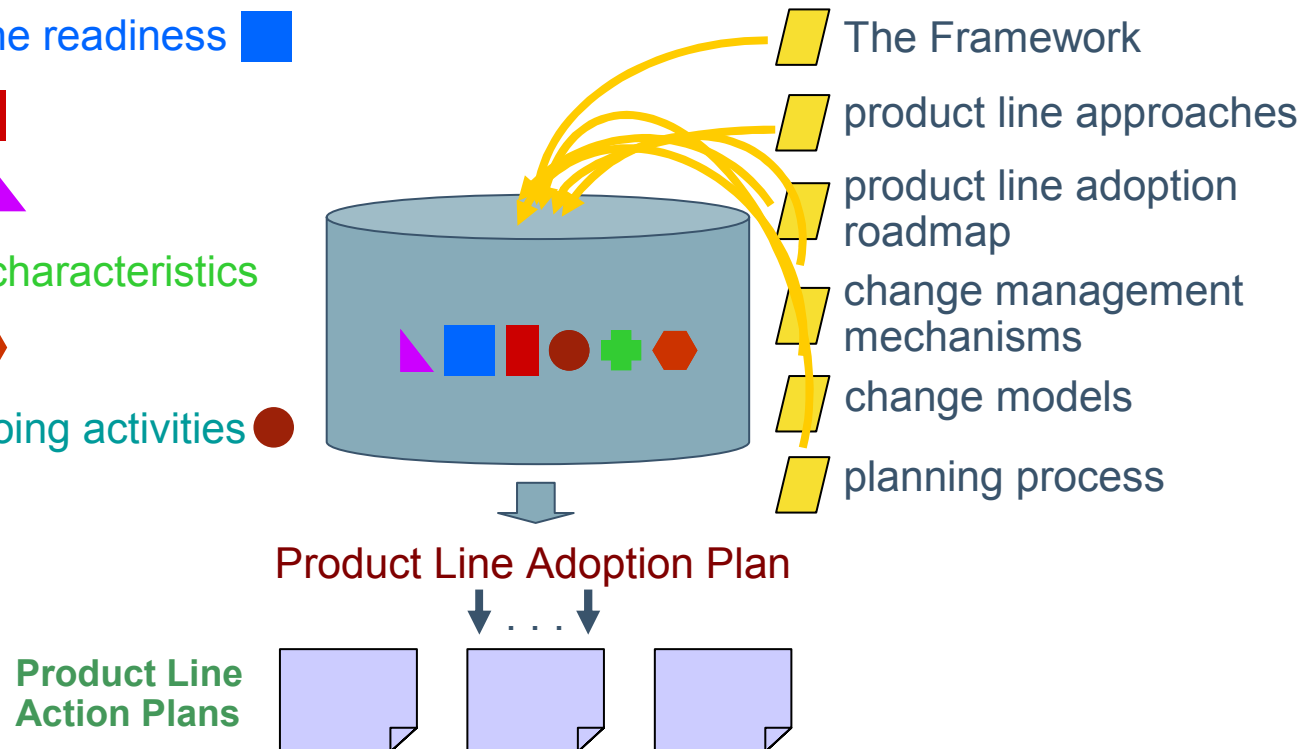 ne readiness
characteristics
oing activities
The Framework
product line approaches
product line adoption
roadmap
change management
mechanisms
change models
planning process
Product Line Adoption Plan
. . .
Product Line
Action Plans